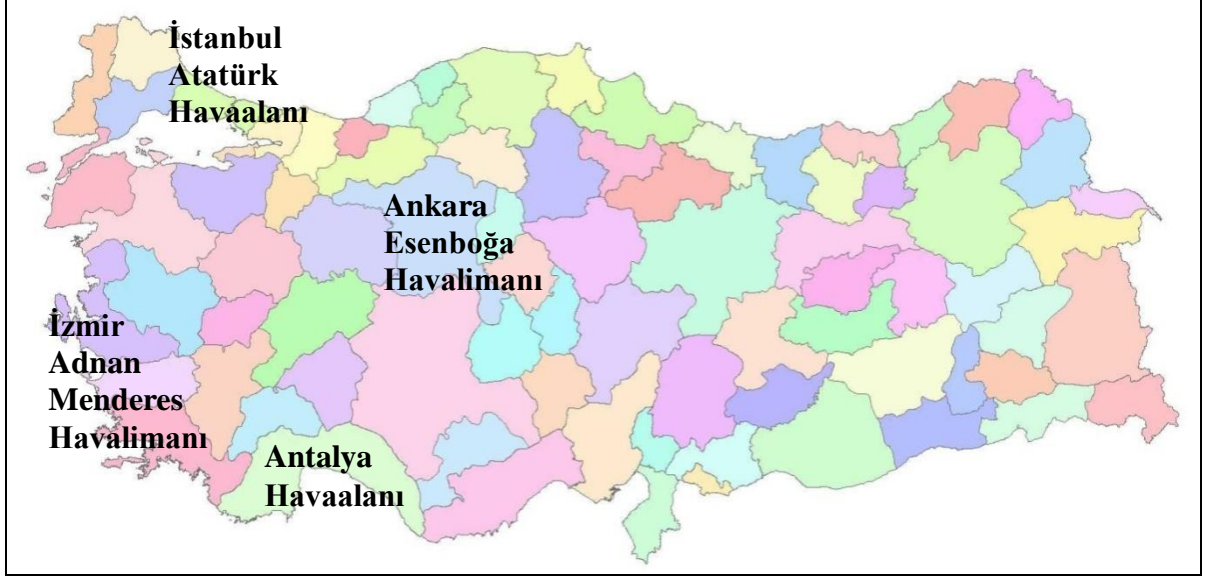 İstanbul
Atatürk
Havaalanı
Ankara
Esenboğa
Havalimanı
İzmir
Adnan
Menderes
Havalimanı
Antalya
Havaalanı